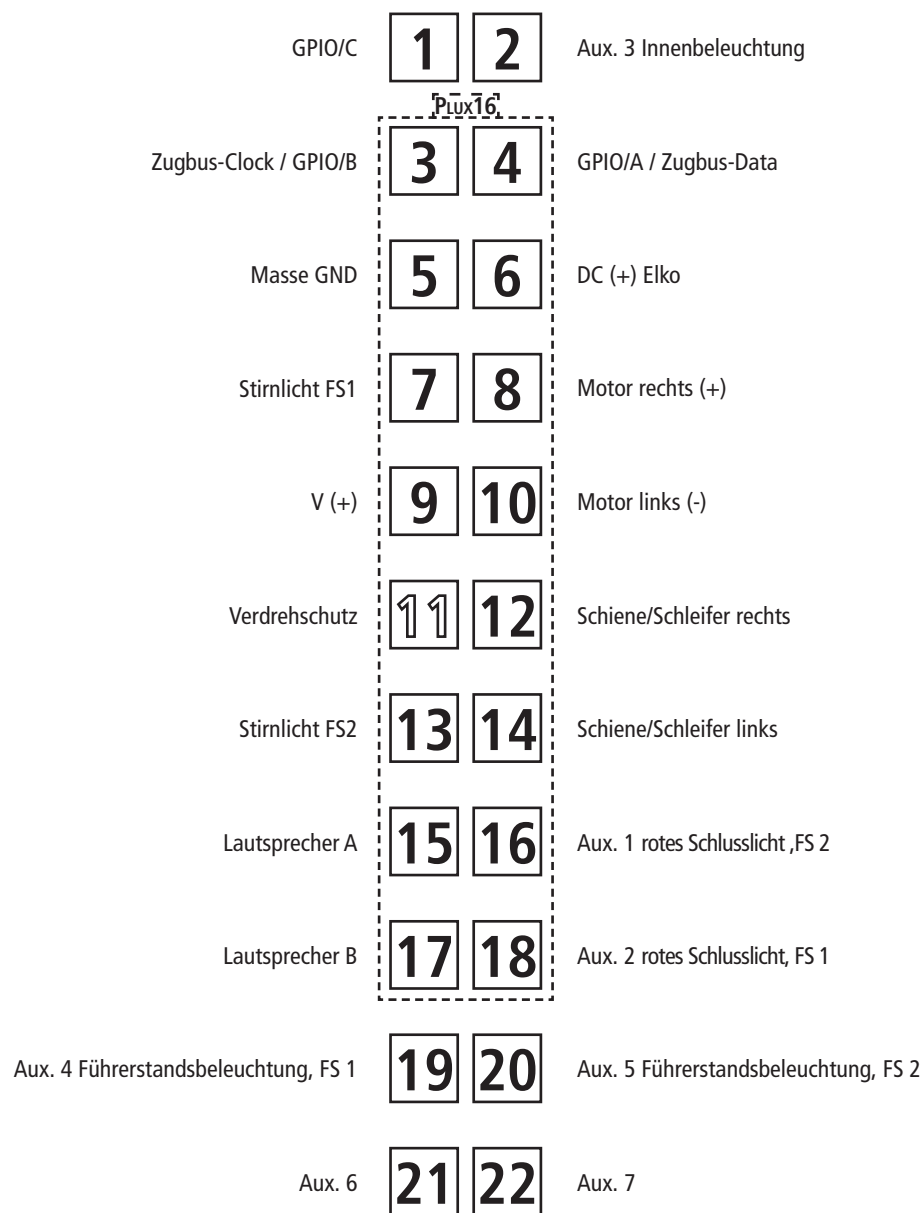 GPIO/C 1 2 Aux. 3 Innenbeleuchtung
PLUX16
Zugbus-Clock / GPIO/B 3 4 GPIO/A / Zugbus-Data
Masse GND 5 6 DC (+) Elko
Stirnlicht FS1 7 8 Motor rechts (+)
V (+) 9 10 Motor links (-)
Verdrehschutz 11 12 Schiene/Schleifer rechts
Stirnlicht FS2 13 14 Schiene/Schleifer links
Lautsprecher A 15 16 Aux. 1 rotes Schlusslicht ,FS 2
Lautsprecher B 17 18 Aux. 2 rotes Schlusslicht, FS 1
Aux. 4 Führerstandsbeleuchtung, FS 1 19 20 Aux. 5 Führerstandsbeleuchtung, FS 2
Aux. 6 21 22 Aux. 7